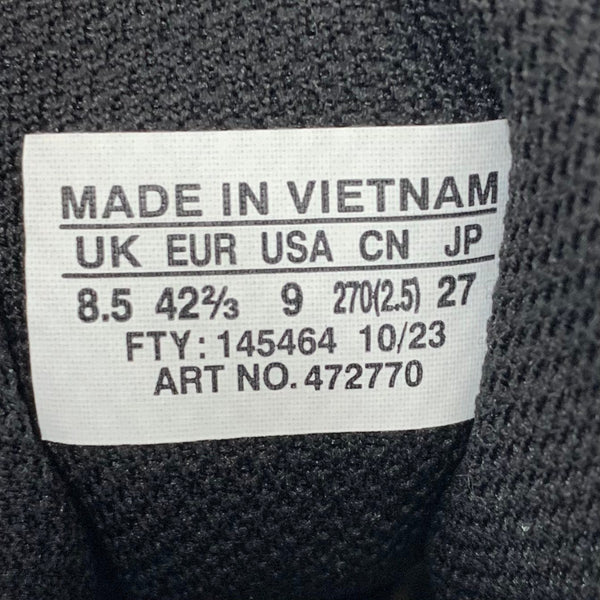 MADE IN VIETNAM
UK EUR USA CN JP
8.5 42⅔ 9 270(2.5) 27
FTY: 145464 10/23
ART NO. 472770